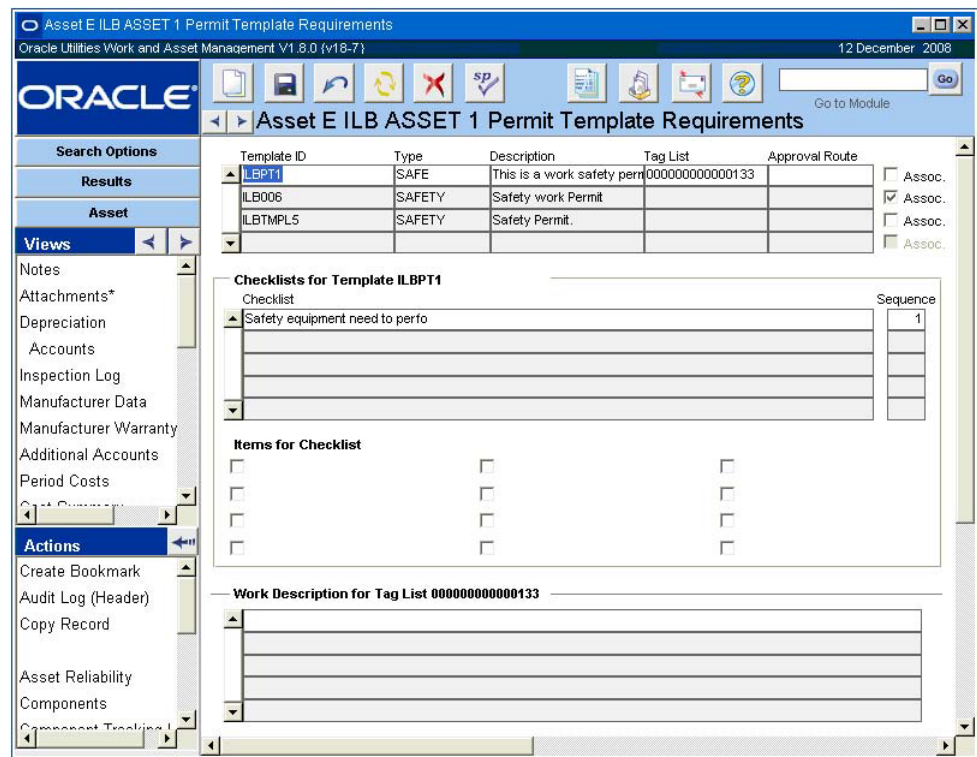 Asset E ILB ASSET 1 Permit Template Requirements
Oracle Utilities Work and Asset Management V1.8.0 (v18-7) 12 December 2008
ORACLE
sp
Go
Go to Module
Asset E ILB ASSET 1 Permit Template Requirements
Search Options
Results
Asset
Views
Notes
Attachments*
Depreciation
Accounts
Inspection Log
Manufacturer Data
Manufacturer Warranty
Additional Accounts
Period Costs
Cost Summary
Actions
Create Bookmark
Audit Log (Header)
Copy Record
Asset Reliability
Components
Component Tracking
Template ID Type Description Tag List Approval Route
ILBPT1 SAFE This is a work safety perm 000000000000133 Assoc.
ILB006 SAFETY Safety work Permit Assoc.
ILBTMPL5 SAFETY Safety Permit. Assoc.
Assoc.
Checklists for Template ILBPT1
Checklist Sequence
Safety equipment need to perfo 1
Items for Checklist
Work Description for Tag List 000000000000133